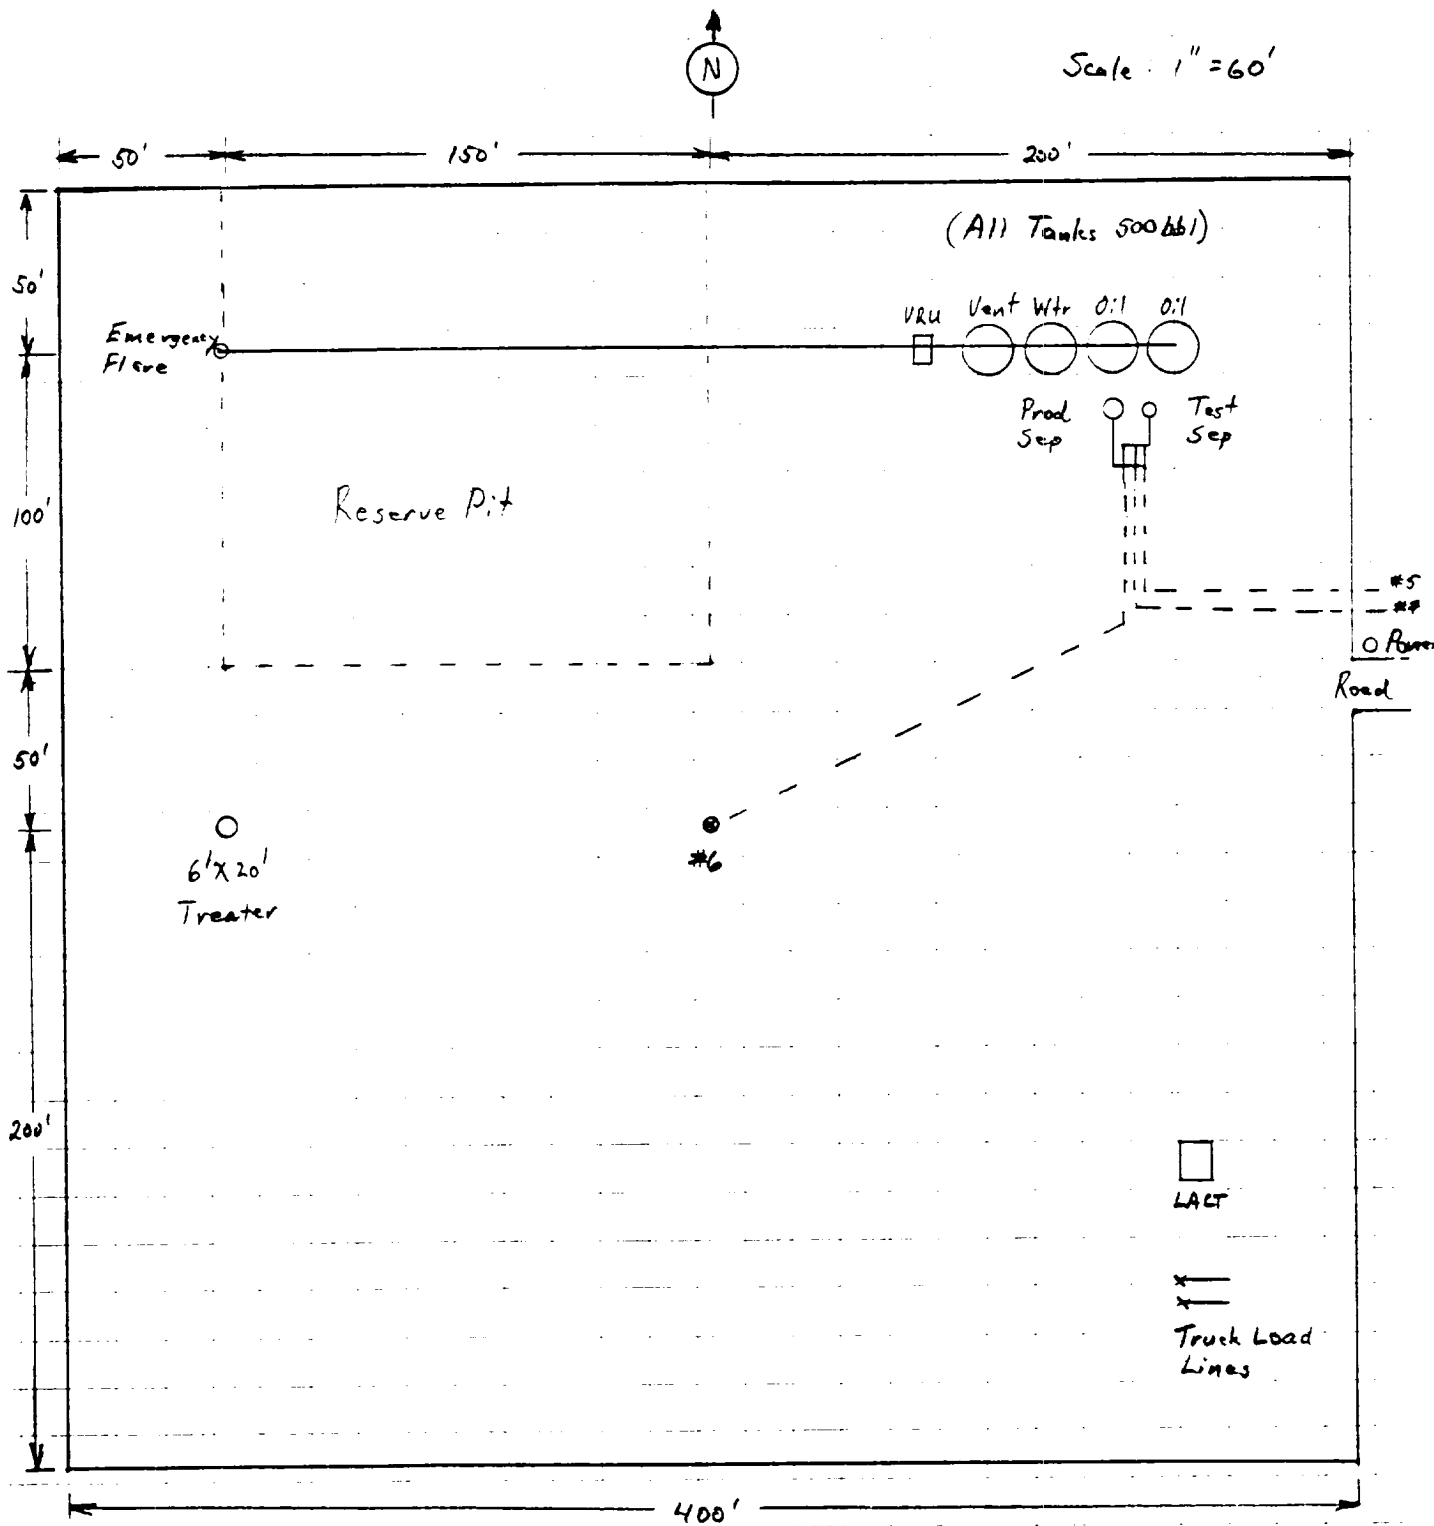 N
Scale: 1" = 60'
50'
150'
200'
(All Tanks 500 bbl)
50'
VRU
Vent
Wtr
Oil
Oil
Emergency
Flare
Prod
Sep
Test
Sep
100'
Reserve Pit
#5
Power
Road
50'
6' X 20'
Treater
#6
200'
LACT
Truck Load
Lines
400'